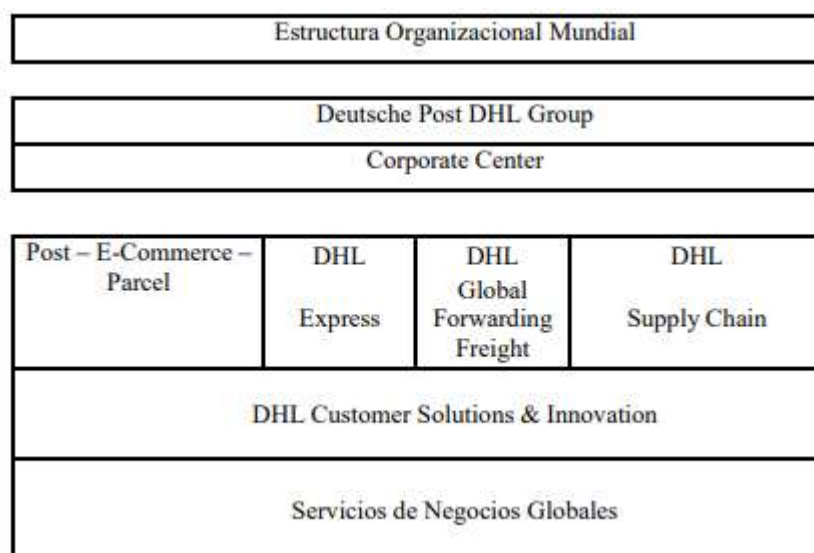 Estructura Organizacional Mundial
Deutsche Post DHL Group
Corporate Center
Post – E-Commerce –
Parcel
DHL
Express
DHL
Global
Forwarding
Freight
DHL
Supply Chain
DHL Customer Solutions & Innovation
Servicios de Negocios Globales